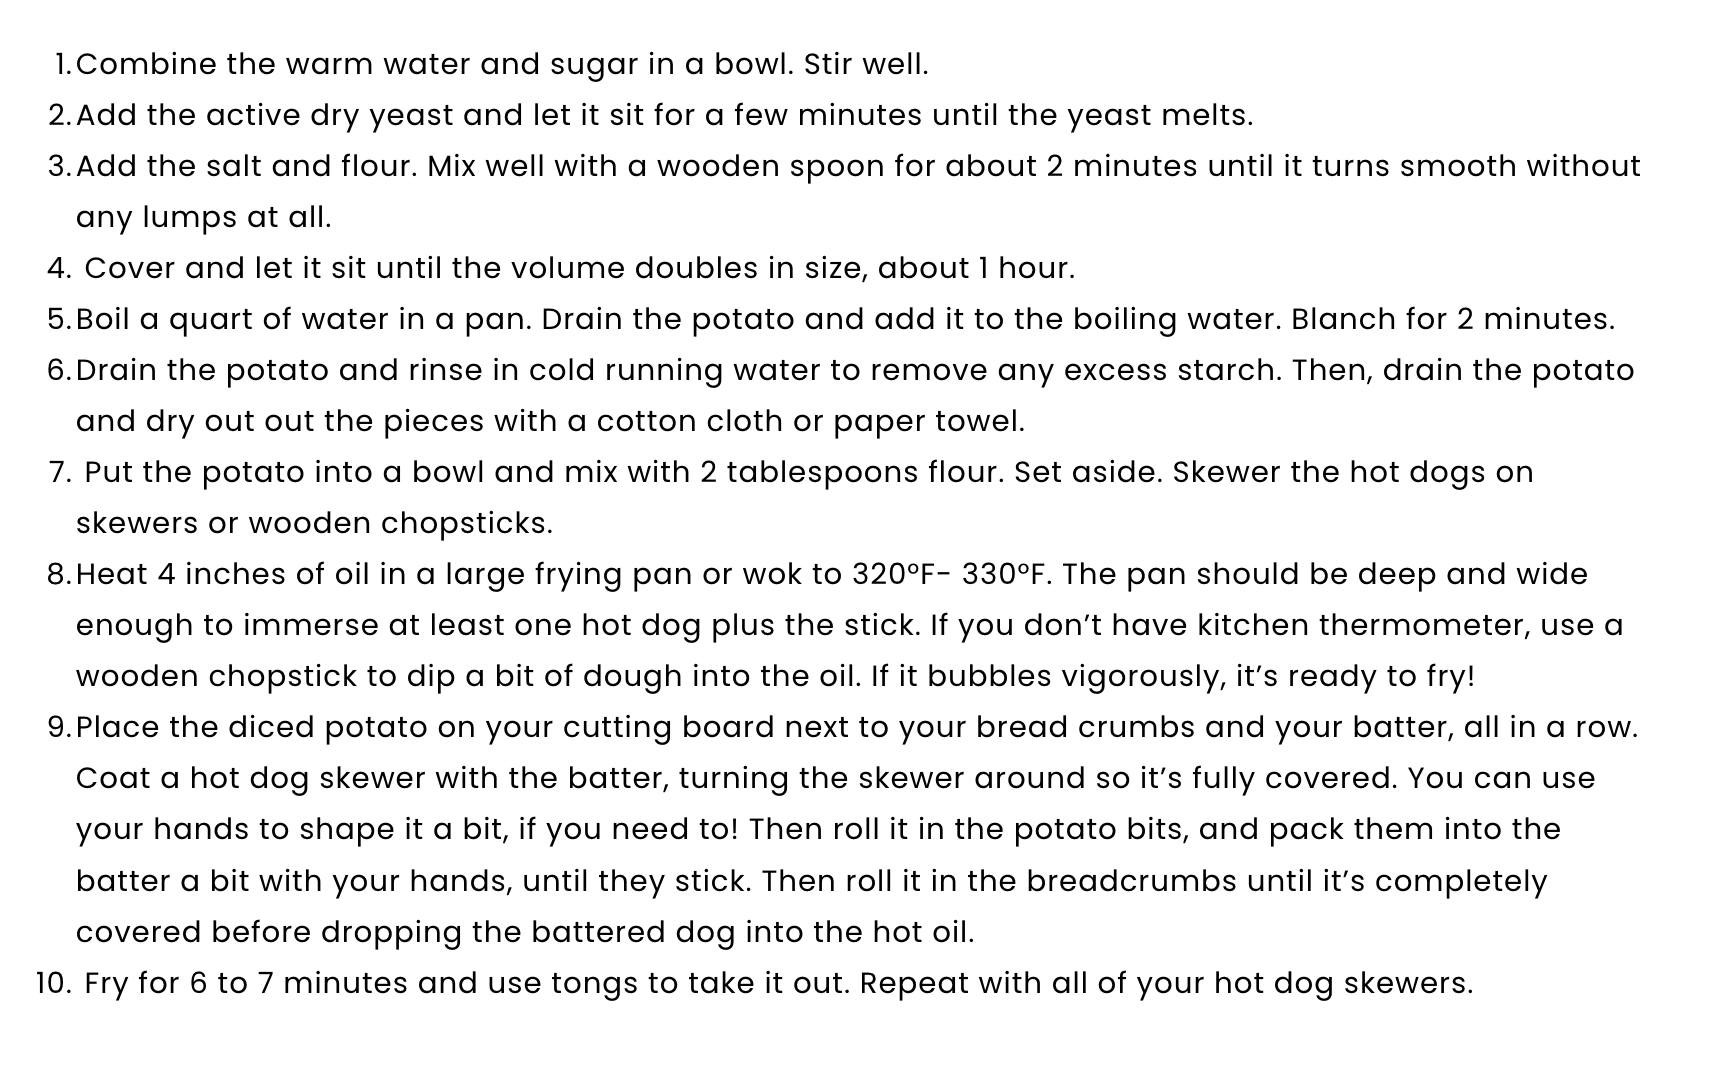 1.Combine the warm water and sugar in a bowl. Stir well.
2.Add the active dry yeast and let it sit for a few minutes until the yeast melts.
3.Add the salt and flour. Mix well with a wooden spoon for about 2 minutes until it turns smooth without
any lumps at all.
4. Cover and let it sit until the volume doubles in size, about 1 hour.
5.Boil a quart of water in a pan. Drain the potato and add it to the boiling water. Blanch for 2 minutes.
6.Drain the potato and rinse in cold running water to remove any excess starch. Then, drain the potato
and dry out out the pieces with a cotton cloth or paper towel.
7. Put the potato into a bowl and mix with 2 tablespoons flour. Set aside. Skewer the hot dogs on
skewers or wooden chopsticks.
8.Heat 4 inches of oil in a large frying pan or wok to 320°F- 330°F. The pan should be deep and wide
enough to immerse at least one hot dog plus the stick. If you don’t have kitchen thermometer, use a
wooden chopstick to dip a bit of dough into the oil. If it bubbles vigorously, it’s ready to fry!
9.Place the diced potato on your cutting board next to your bread crumbs and your batter, all in a row.
Coat a hot dog skewer with the batter, turning the skewer around so it’s fully covered. You can use
your hands to shape it a bit, if you need to! Then roll it in the potato bits, and pack them into the
batter a bit with your hands, until they stick. Then roll it in the breadcrumbs until it’s completely
covered before dropping the battered dog into the hot oil.
10. Fry for 6 to 7 minutes and use tongs to take it out. Repeat with all of your hot dog skewers.